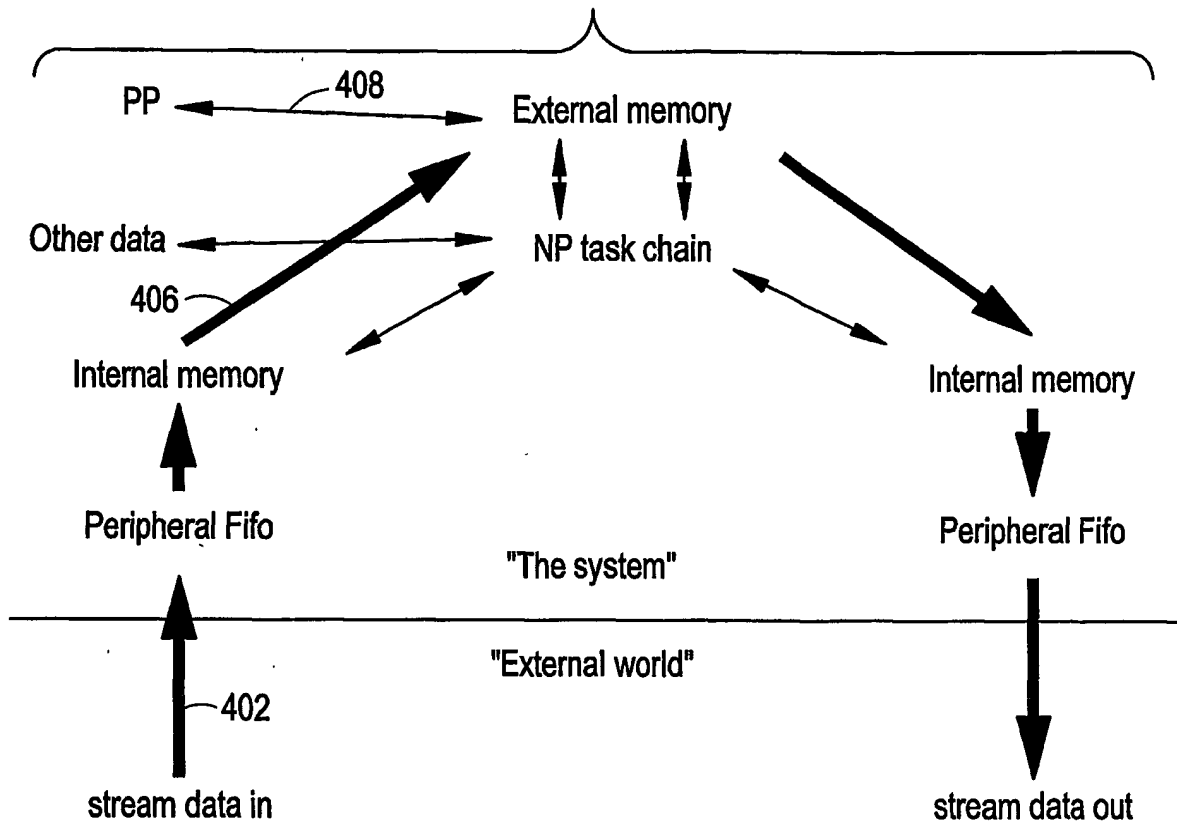 408
PP
External memory
Other data
NP task chain
406
Internal memory
Internal memory
Peripheral Fifo
Peripheral Fifo
"The system"
"External world"
402
stream data in
stream data out